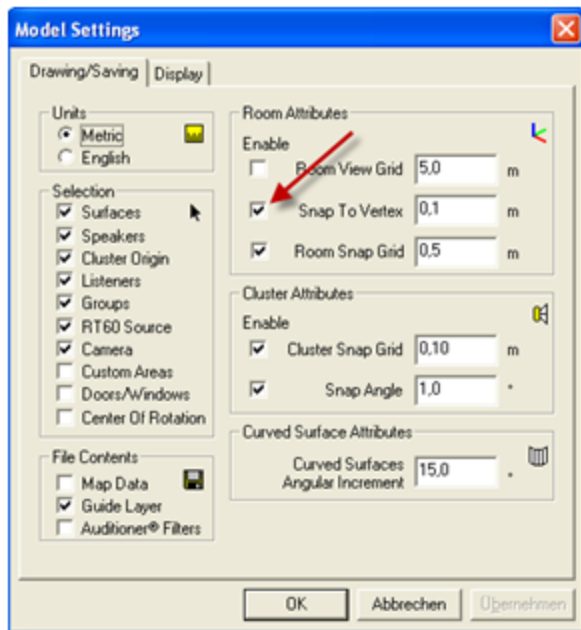 Model Settings
Drawing/Saving
Display
Units
Metric
English
Selection
Surfaces
Speakers
Cluster Origin
Listeners
Groups
RT60 Source
Camera
Custom Areas
Doors/Windows
Center Of Rotation
File Contents
Map Data
Guide Layer
Auditioner® Filters
Room Attributes
Enable
Room View Grid 5,0 m
Snap To Vertex 0,1 m
Room Snap Grid 0,5 m
Cluster Attributes
Enable
Cluster Snap Grid 0,10 m
Snap Angle 1,0 °
Curved Surface Attributes
Curved Surfaces
Angular Increment 15,0 °
OK Abbrechen Übernehmen